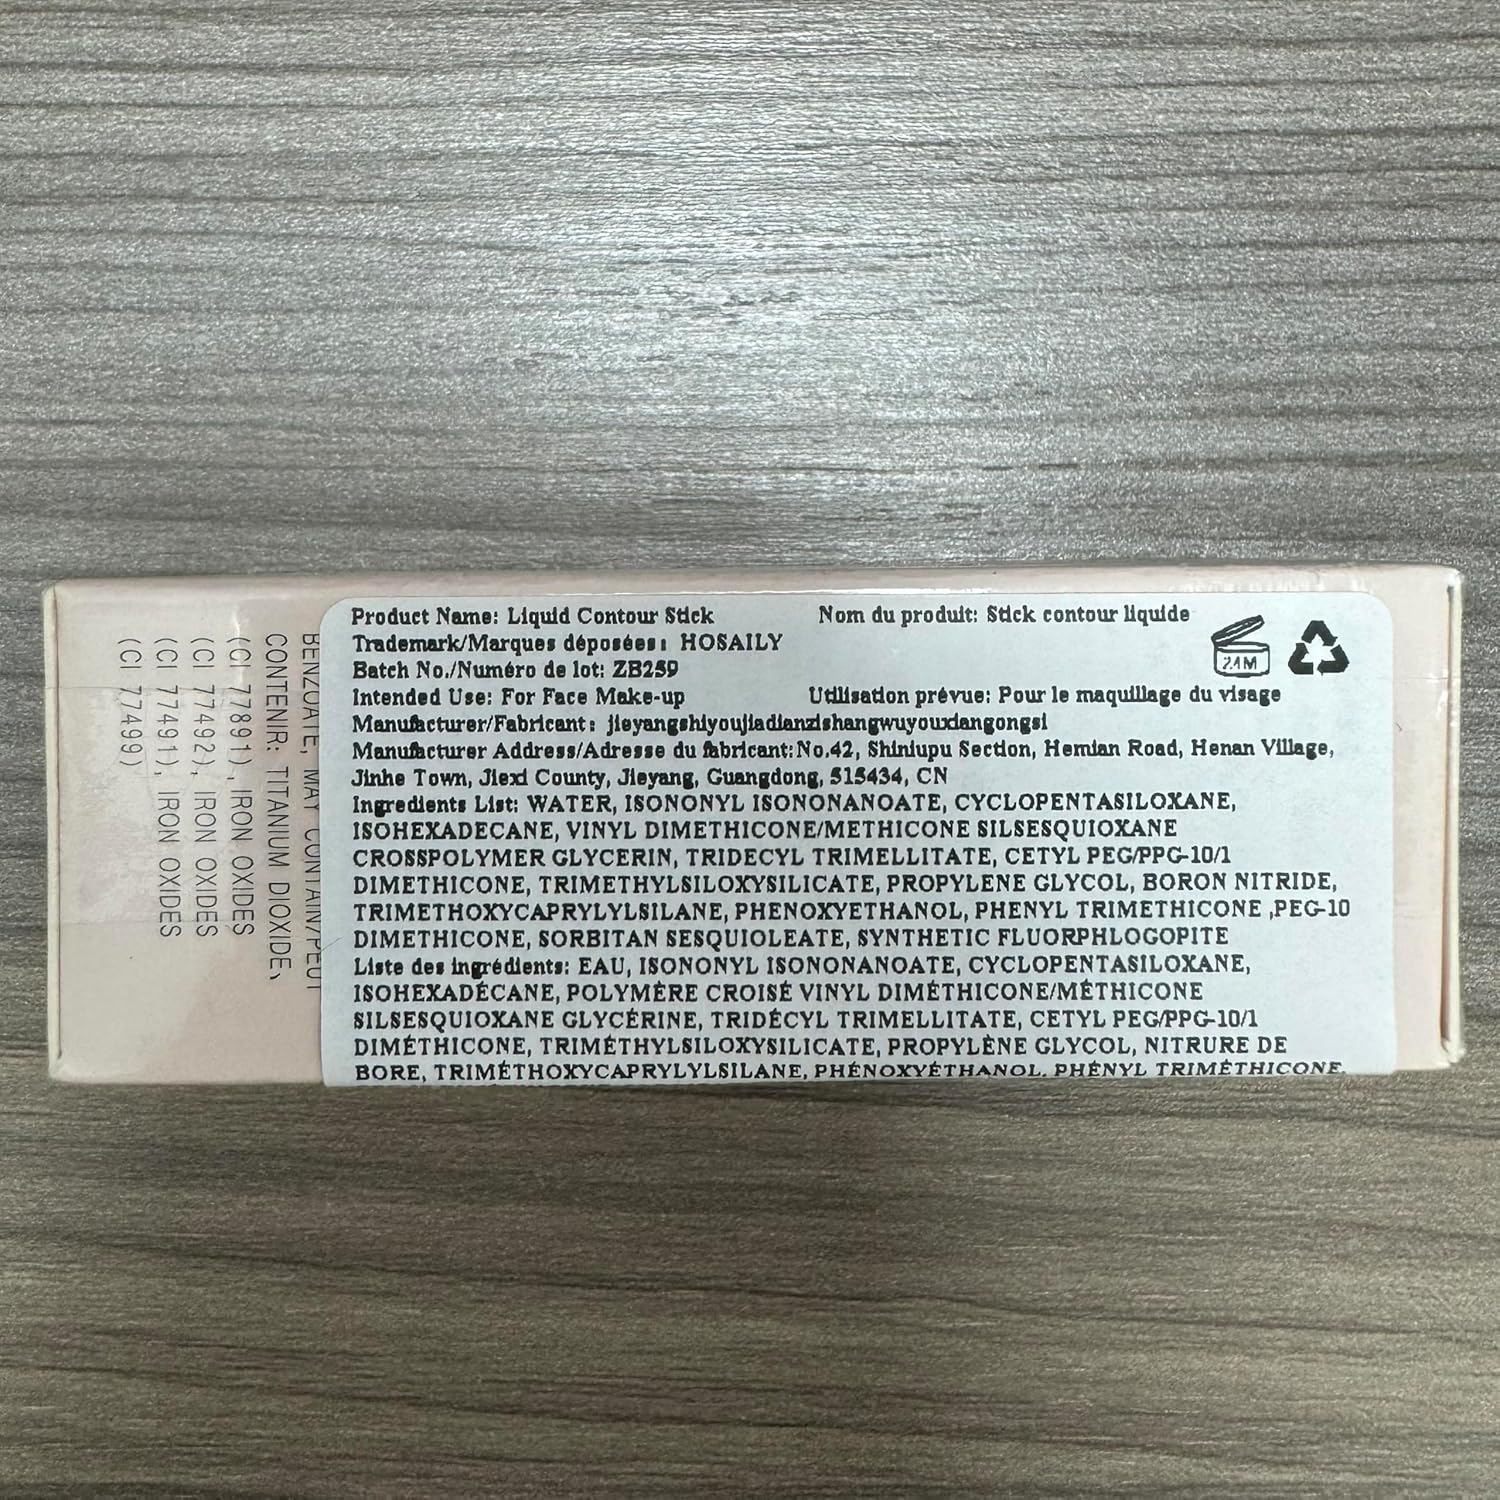 Product Name: Liquid Contour Stick Nom du produit: Stick contour liquide
Trademark/Marques déposées: HOSAILY
Batch No./Numéro de lot: ZB259
Intended Use: For Face Make-up Utilisation prévue: Pour le maquillage du visage
Manufacturer/Fabricant: jieyangshiyoujiadianzishangwuyouxiangongsi
Manufacturer Address/Adresse du fabricant:No.42, Shiniupu Section, Hemian Road, Henan Village,
Jinhe Town, Jiexi County, Jieyang, Guangdong, 515434, CN
Ingredients List: WATER, ISONONYL ISONONANOATE, CYCLOPENTASILOXANE,
ISOHEXADECANE, VINYL DIMETHICONE/METHICONE SILSESQUIOXANE
CROSSPOLYMER GLYCERIN, TRIDECYL TRIMELLITATE, CETYL PEG/PPG-10/1
DIMETHICONE, TRIMETHYLSILOXYSILICATE, PROPYLENE GLYCOL, BORON NITRIDE,
TRIMETHOXYCAPRYLYLSILANE, PHENOXYETHANOL, PHENYL TRIMETHICONE ,PEG-10
DIMETHICONE, SORBITAN SESQUIOLEATE, SYNTHETIC FLUORPHLOGOPITE
Liste des ingrédients: EAU, ISONONYL ISONONANOATE, CYCLOPENTASILOXANE,
ISOHEXADÉCANE, POLYMÈRE CROISÉ VINYL DIMÉTHICONE/MÉTHICONE
SILSESQUIOXANE GLYCÉRINE, TRIDÉCYL TRIMELLITATE, CETYL PEG/PPG-10/1
DIMÉTHICONE, TRIMÉTHYLSILOXYSILICATE, PROPYLÈNE GLYCOL, NITRURE DE
BORE, TRIMÉTHOXYCAPRYLYLSILANE, PHÉNOXYÉTHANOL, PHÉNYL TRIMÉTHICONE,
24M
BENZOATE, MAY CONTAIN/PEUT
CONTENIR: TITANIUM DIOXIDE,
(CI 77891), IRON OXIDES
(CI 77492), IRON OXIDES
(CI 77491), IRON OXIDES
(CI 77499)